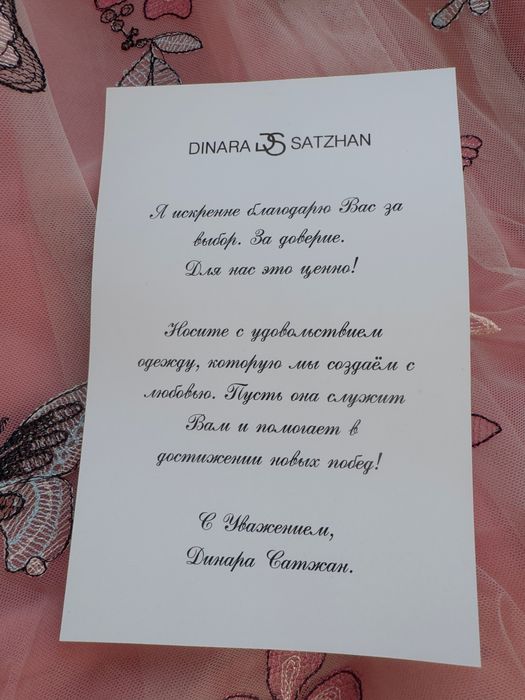 DINARA DS SATZHAN
Я искренне благодарю Вас за
выбор. За доверие.
Для нас это ценно!
Носите с удовольствием
одежду, которую мы создаём с
любовью. Пусть она служит
Вам и помогает в
достижении новых побед!
С Уважением,
Динара Сатжан.